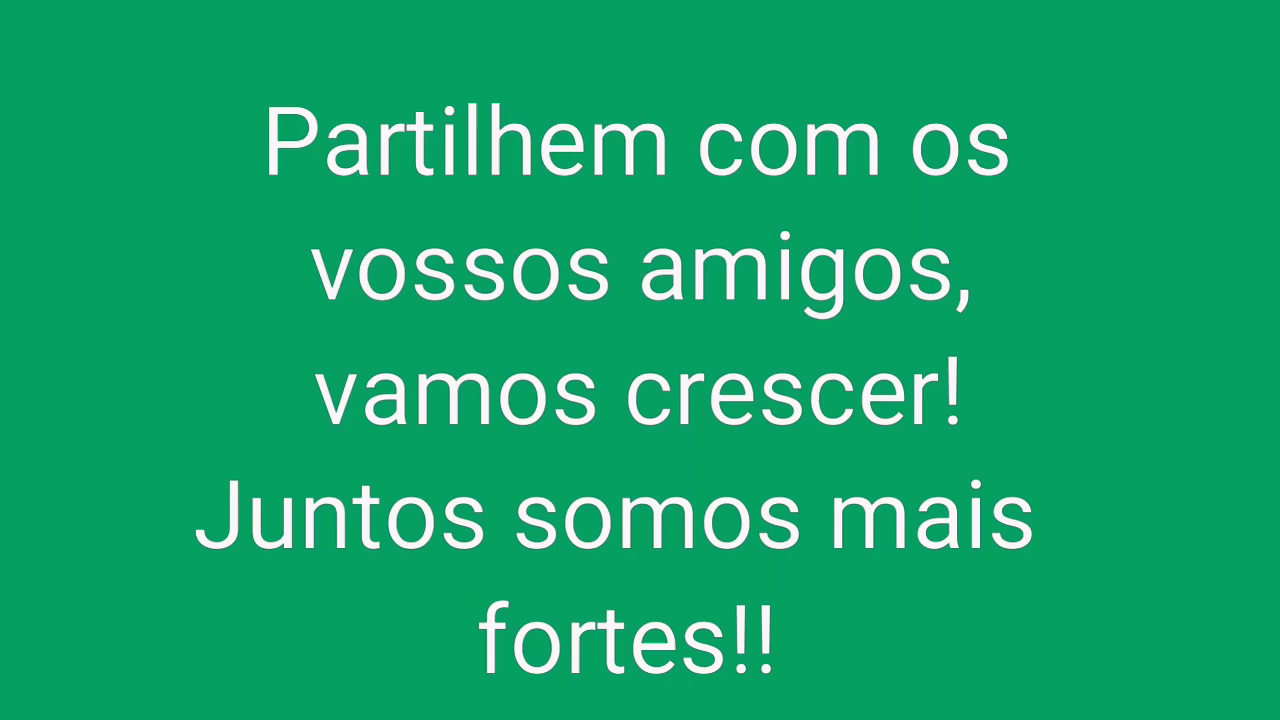 Partilhem com os
vossos amigos,
vamos crescer!
Juntos somos mais
fortes!!